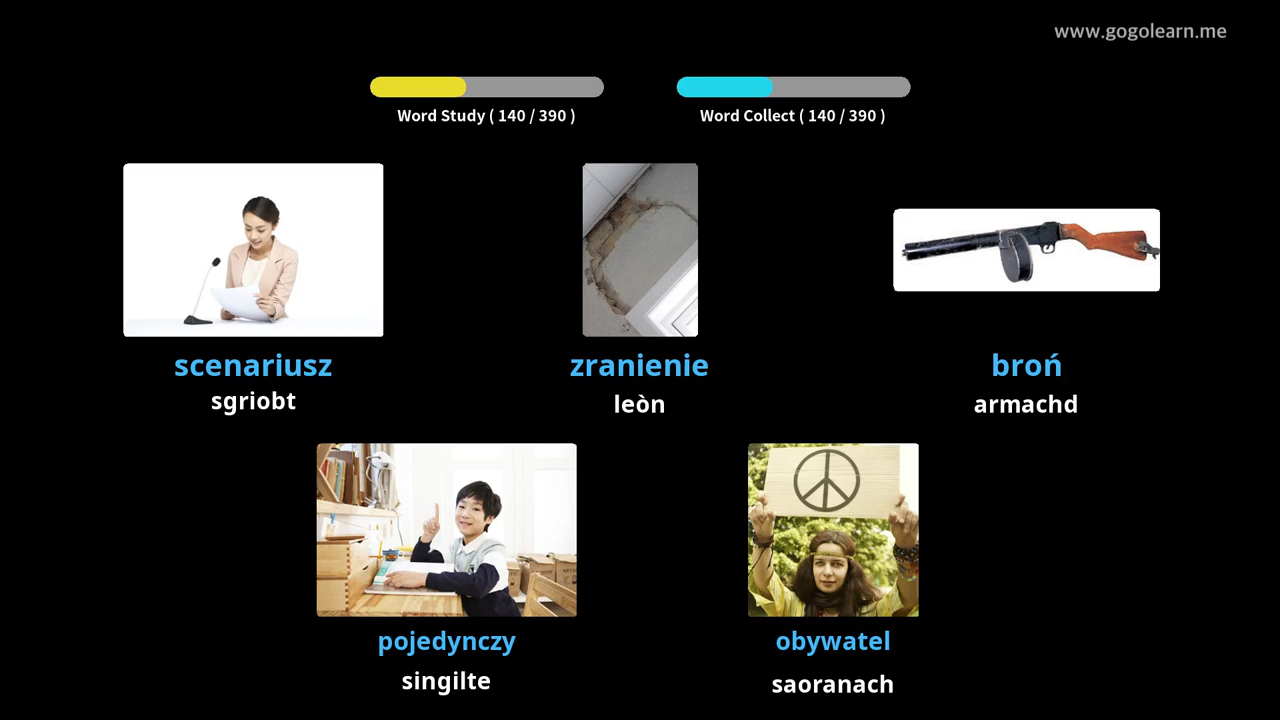 www.gogolearn.me
Word Study ( 140 / 390 )
Word Collect ( 140 / 390 )
scenariusz
sgriobt
zranienie
leòn
broń
armachd
pojedynczy
singilte
obywatel
saoranach